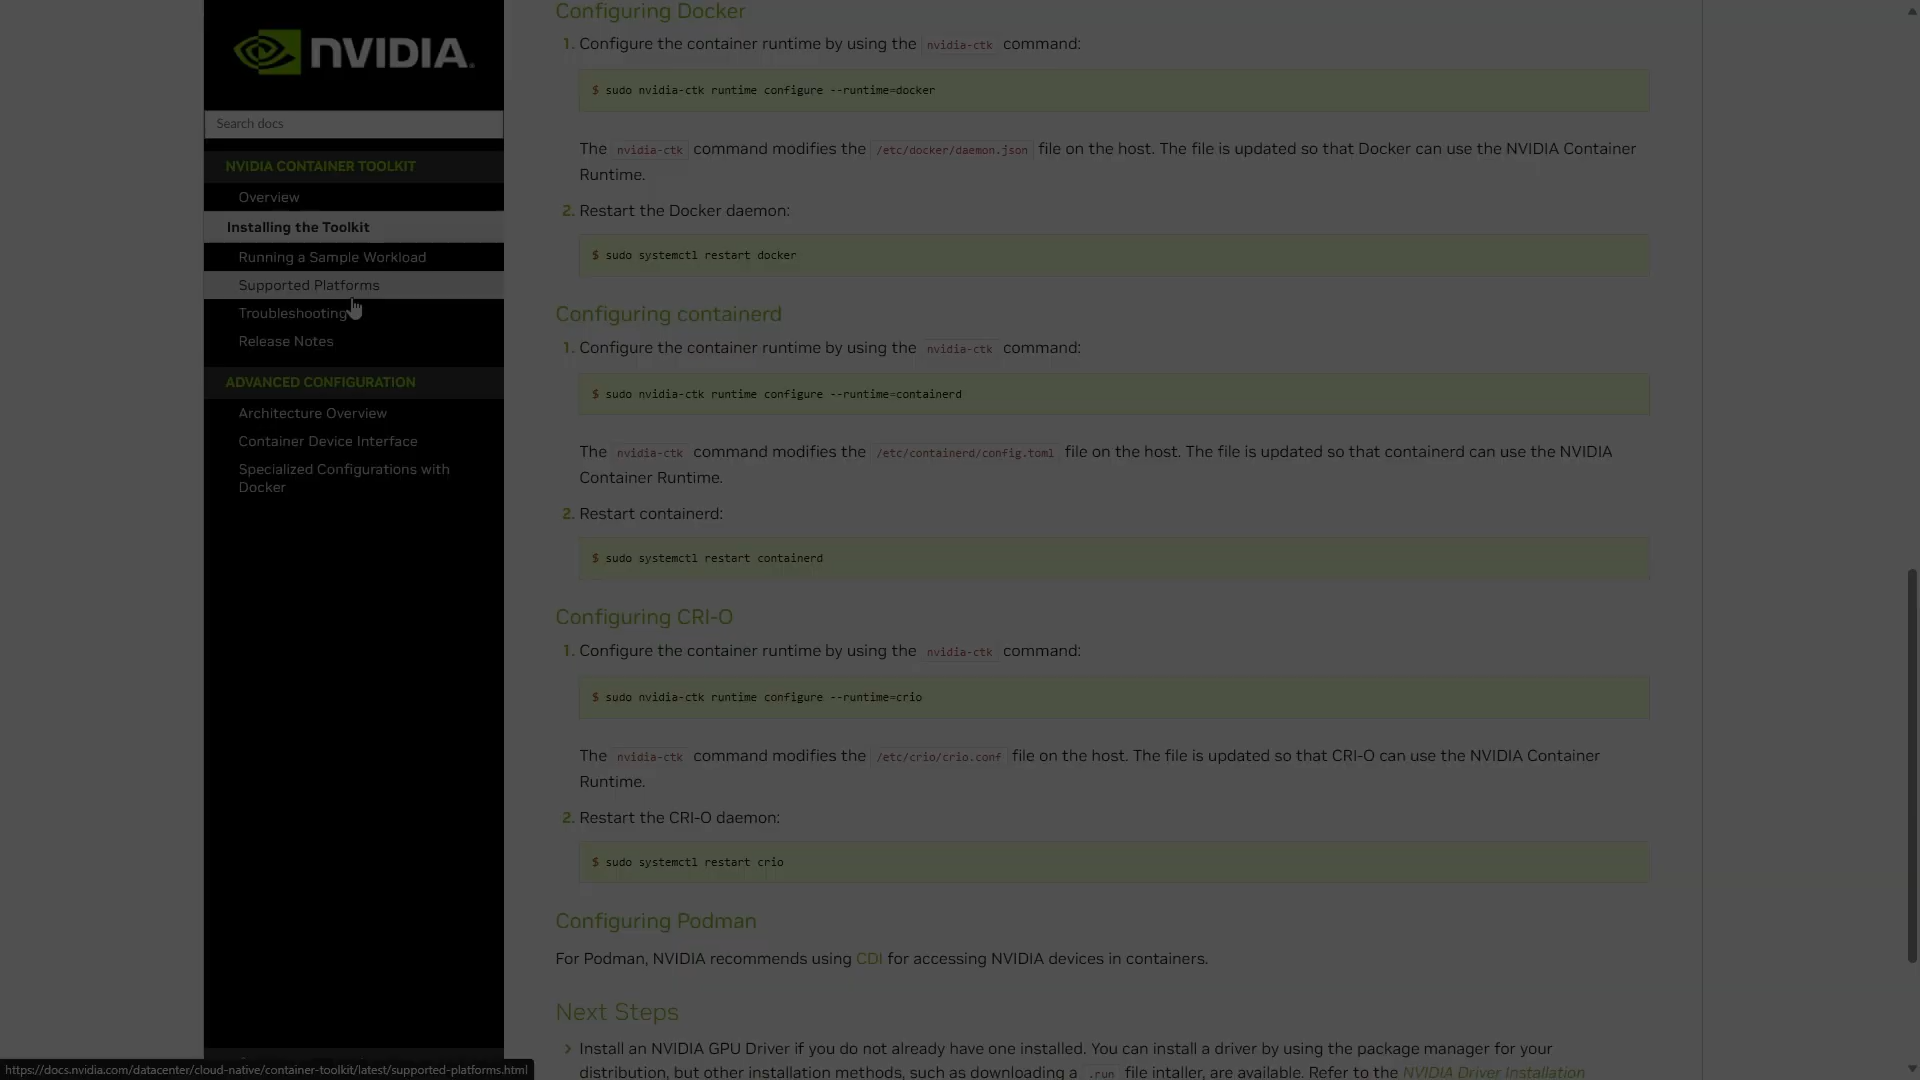 NVIDIA.
Search docs
NVIDIA CONTAINER TOOLKIT
Overview
Installing the Toolkit
Running a Sample Workload
Supported Platforms
Troubleshooting
Release Notes
ADVANCED CONFIGURATION
Architecture Overview
Container Device Interface
Specialized Configurations with
Docker
Configuring Docker
1. Configure the container runtime by using the nvidia-ctk command:
$ sudo nvidia-ctk runtime configure --runtime=docker
The nvidia-ctk command modifies the /etc/docker/daemon.json file on the host. The file is updated so that Docker can use the NVIDIA Container
Runtime.
2. Restart the Docker daemon:
$ sudo systemctl restart docker
Configuring containerd
1. Configure the container runtime by using the nvidia-ctk command:
$ sudo nvidia-ctk runtime configure --runtime=containerd
The nvidia-ctk command modifies the /etc/containerd/config.toml file on the host. The file is updated so that containerd can use the NVIDIA
Container Runtime.
2. Restart containerd:
$ sudo systemctl restart containerd
Configuring CRI-O
1. Configure the container runtime by using the nvidia-ctk command:
$ sudo nvidia-ctk runtime configure --runtime=crio
The nvidia-ctk command modifies the /etc/crio/crio.conf file on the host. The file is updated so that CRI-O can use the NVIDIA Container
Runtime.
2. Restart the CRI-O daemon:
$ sudo systemctl restart crio
Configuring Podman
For Podman, NVIDIA recommends using CDI for accessing NVIDIA devices in containers.
Next Steps
Install an NVIDIA GPU Driver if you do not already have one installed. You can install a driver by using the package manager for your
distribution, but other installation methods, such as downloading a .run file intaller, are available. Refer to the NVIDIA Driver Installation
https://docs.nvidia.com/datacenter/cloud-native/container-toolkit/latest/supported-platforms.html